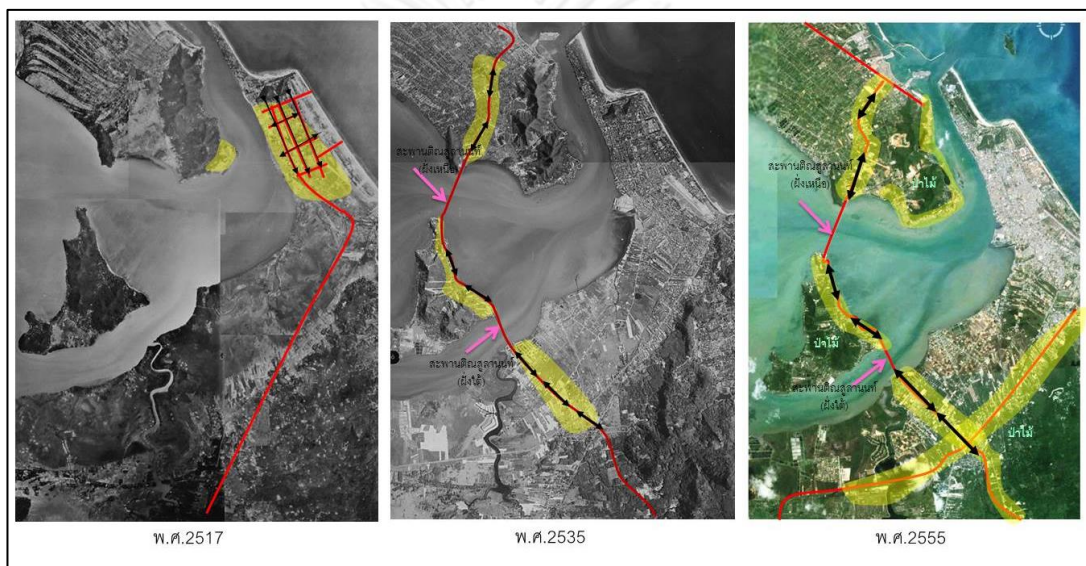 สะพานติณสูลานนท์
(ฝั่งเหนือ)
สะพานติณสูลานนท์
(ฝั่งใต้)
สะพานติณสูลานนท์
(ฝั่งเหนือ)
ป่าไม้
ป่าไม้
สะพานติณสูลานนท์
(ฝั่งใต้)
ป่าไม้
พ.ศ.2517
พ.ศ.2535
พ.ศ.2555